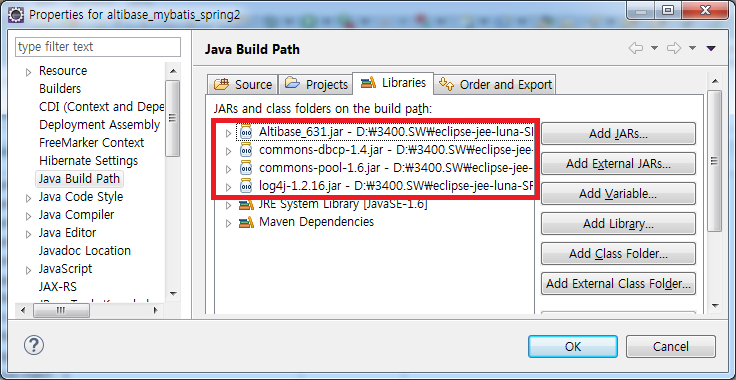 Properties for altibase_mybatis_spring2
type filter text
Java Build Path
Resource
Builders
CDI (Context and Depe
Deployment Assembly
FreeMarker Context
Hibernate Settings
Java Build Path
Java Code Style
Java Compiler
Java Editor
Javadoc Location
JavaScript
JAX-RS
Source
Projects
Libraries
Order and Export
JARs and class folders on the build path:
Altibase_631.jar - D:₩3400.SW₩eclipse-jee-luna-SI
commons-dbcp-1.4.jar - D:₩3400.SW₩eclipse-jee-
commons-pool-1.6.jar - D:₩3400.SW₩eclipse-jee-
log4j-1.2.16.jar - D:₩3400.SW₩eclipse-jee-luna-SF
JRE System Library [JavaSE-1.6]
Maven Dependencies
Add JARs...
Add External JARs...
Add Variable...
Add Library...
Add Class Folder...
Add External Class Folder...
OK
Cancel